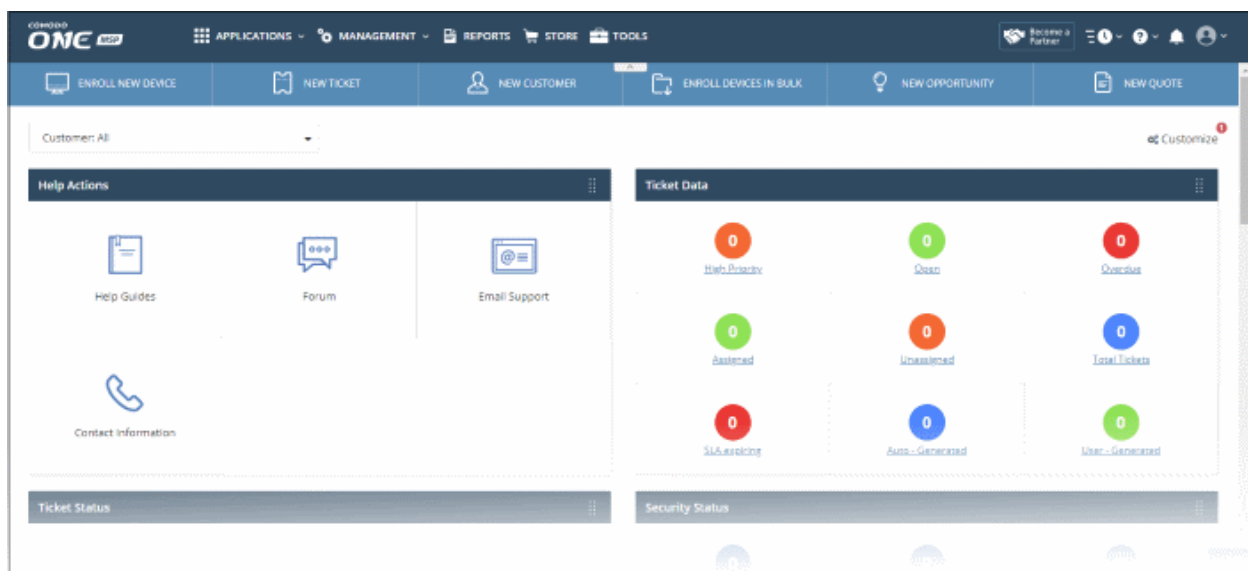 COMODO
ONE MSP
APPLICATIONS MANAGEMENT REPORTS STORE TOOLS
Become a
Partner
ENROLL NEW DEVICE NEW TICKET NEW CUSTOMER ENROLL DEVICES IN BULK NEW OPPORTUNITY NEW QUOTE
Customer: All
1
Customize
Help Actions
Ticket Data
Help Guides Forum Email Support
Contact Information
0 0 0
High Priority Open Overdue
0 0 0
Assigned Unassigned Total Tickets
0 0 0
SLA expiring Auto - Generated User - Generated
Ticket Status
Security Status